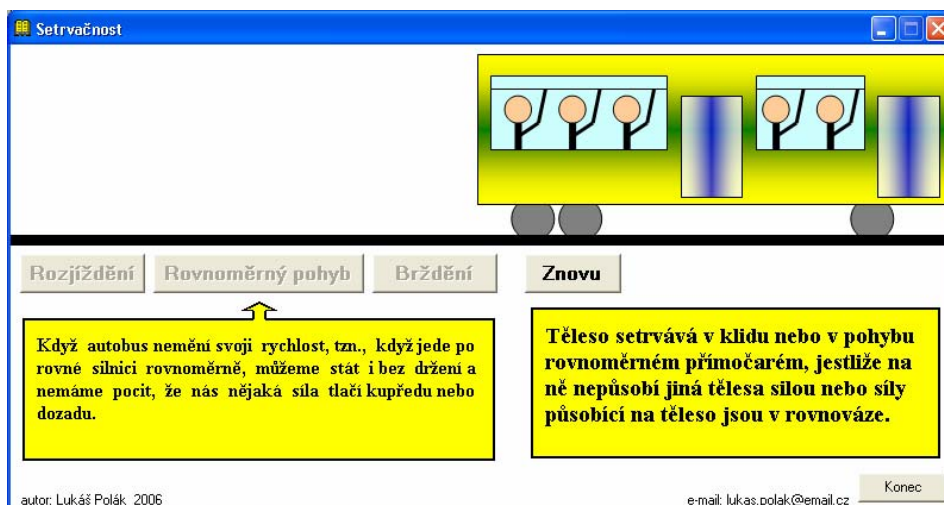 Setrvačnost
Rozjíždění Rovnoměrný pohyb Brždění Znovu
Když autobus nemění svoji rychlost, tzn., když jede po
rovné silnici rovnoměrně, můžeme stát i bez držení a
nemáme pocit, že nás nějaká síla tlačí kupředu nebo
dozadu.
Těleso setrvává v klidu nebo v pohybu
rovnoměrném přímočarém, jestliže na
ně nepůsobí jiná tělesa silou nebo síly
působící na těleso jsou v rovnováze.
autor: Lukáš Polák 2006
e-mail: lukas.polak@email.cz
Konec